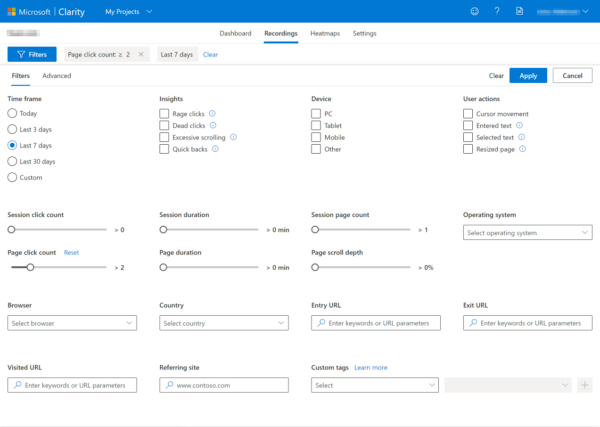 Microsoft | Clarity My Projects
Dashboard Recordings Heatmaps Settings
Filters Page click count: ≥ 2 × Last 7 days Clear
Filters Advanced Clear Apply Cancel
Time frame Insights Device User actions
Today Rage clicks PC Cursor movement
Last 3 days Dead clicks Tablet Entered text
Last 7 days Excessive scrolling Mobile Selected text
Last 30 days Quick backs Other Resized page
Custom
Session click count Session duration Session page count Operating system
> 0 > 0 min > 1 Select operating system
Page click count Reset Page duration Page scroll depth
> 2 > 0 min > 0%
Browser Country Entry URL Exit URL
Select browser Select country Enter keywords or URL parameters Enter keywords or URL parameters
Visited URL Referring site Custom tags Learn more
Enter keywords or URL parameters www.contoso.com Select